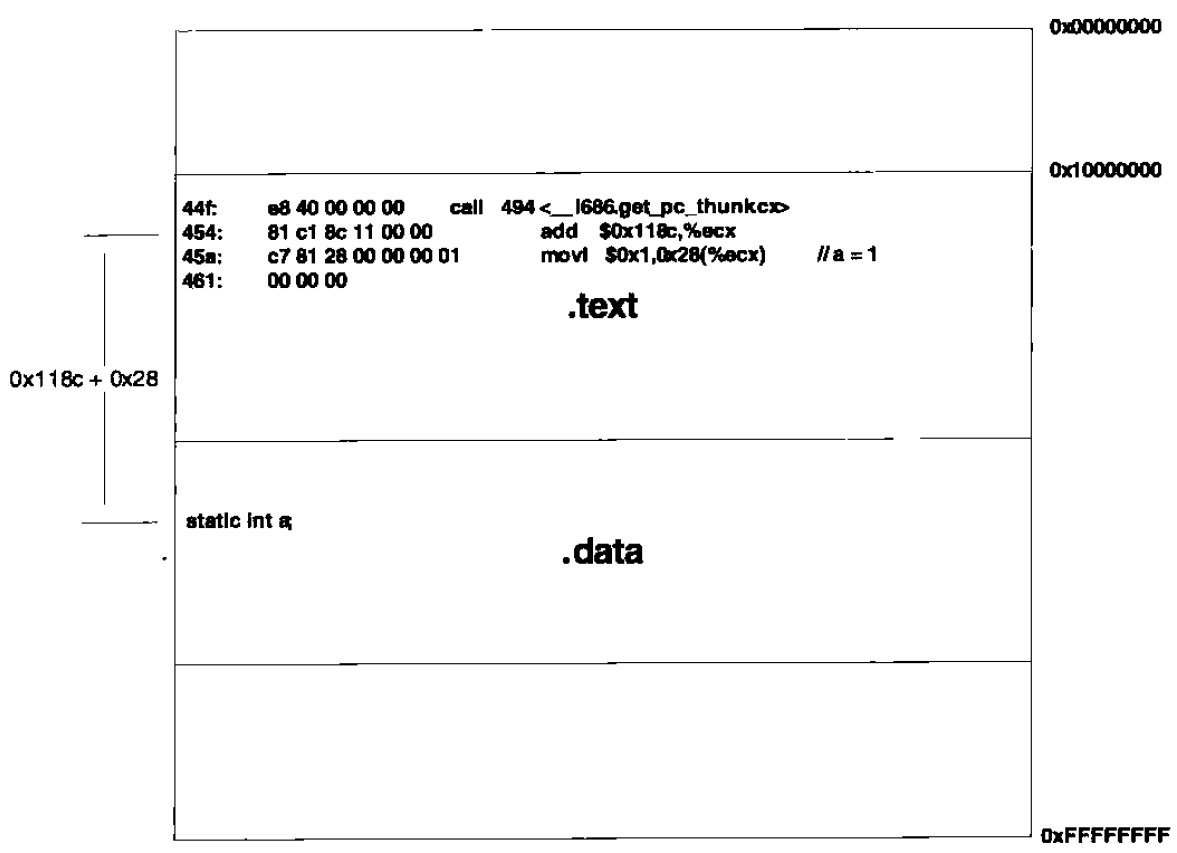 0x00000000
0x10000000
44f: e8 40 00 00 00 call 494 <__i686.get_pc_thunkcx>
454: 81 c1 8c 11 00 00 add $0x118c,%ecx
45a: c7 81 28 00 00 00 01 movl $0x1,0x28(%ecx) // a = 1
461: 00 00 00
.text
0x118c + 0x28
static int a;
.data
0xFFFFFFFF